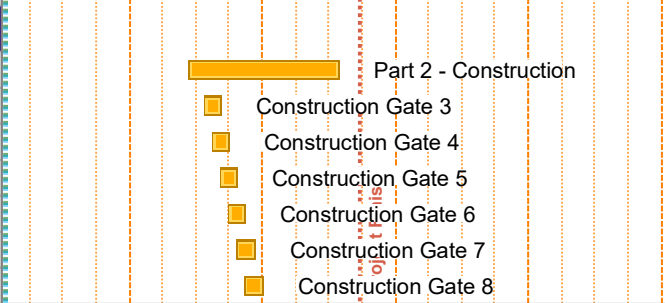 Part 2 - Construction
Construction Gate 3
Construction Gate 4
Construction Gate 5
Construction Gate 6
Construction Gate 7
Construction Gate 8